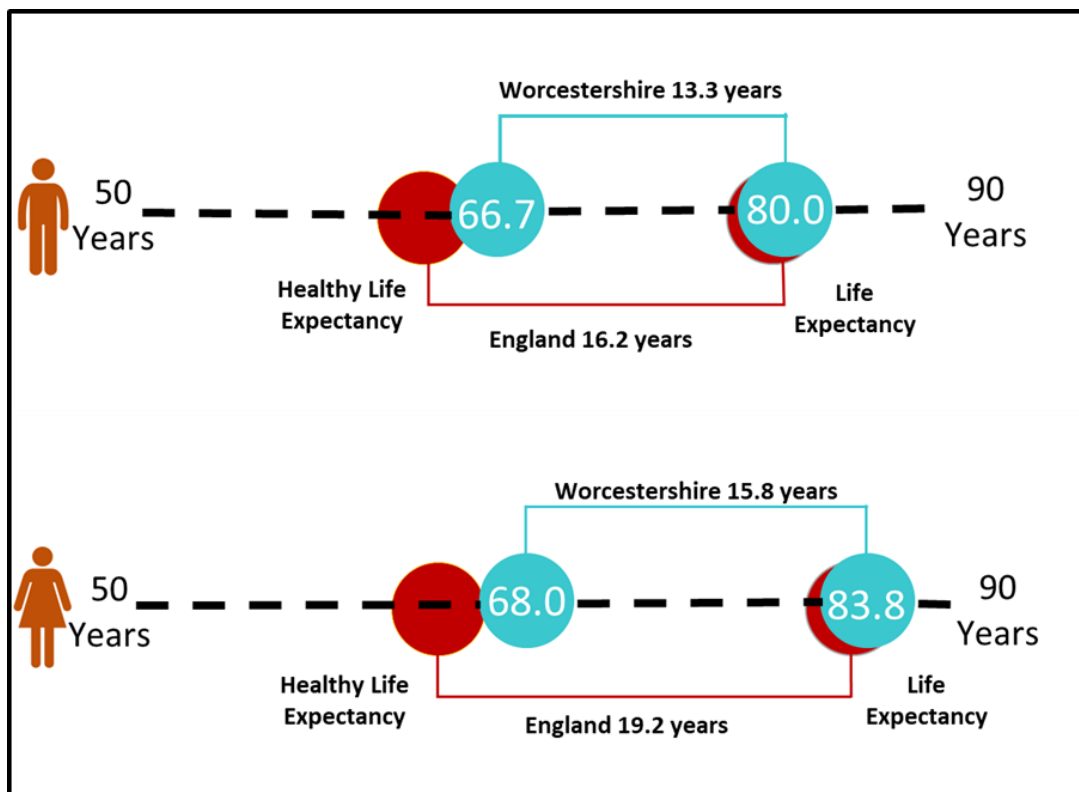 Worcestershire 13.3 years
50
Years
66.7
80.0
90
Years
Healthy Life
Expectancy
Life
Expectancy
England 16.2 years
Worcestershire 15.8 years
50
Years
68.0
83.8
90
Years
Healthy Life
Expectancy
Life
Expectancy
England 19.2 years